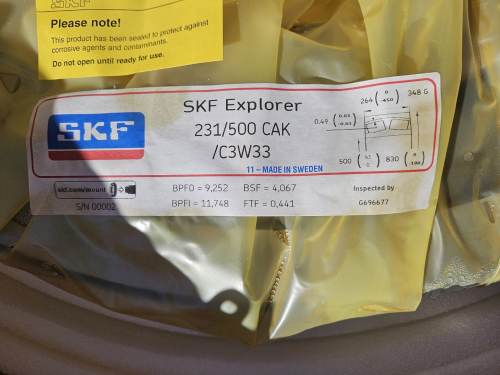 SKF
Please note!
This product has been sealed to protect against
corrosive agents and contaminants.
Do not open until ready for use.
SKF
SKF Explorer
231/500 CAK
/C3W33
11 – MADE IN SWEDEN
264 ( 0 -450 ) 348 G
0.49
500
830
skf.com/mount
S/N 00002
BPFO = 9,252
BSF = 4,067
BPFI = 11,748
FTF = 0,441
Inspected by
G696677